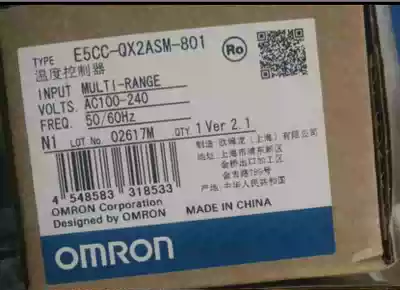 TYPE E5CC-QX2ASM-801
温度控制器
Ro
INPUT MULTI-RANGE
VOLTS. AC100-240
FREQ. 50/60Hz
N1 LOT No. 02617M QTY. 1 Ver 2.1
制造:欧姆龙(上海)有限公司
地址:上海市浦东新区
金桥出口加工区
金吉路789号
产地:中华人民共和国
4 548583 318533
OMRON Corporation
Designed by OMRON
MADE IN CHINA
OMRON